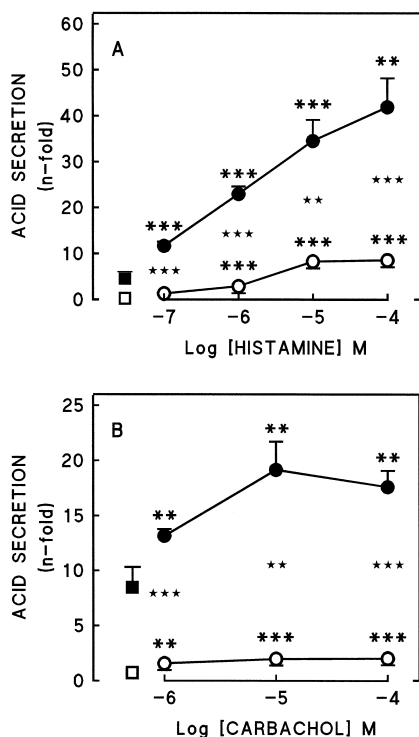 60
A
**
50
***
40
***
30
ACID SECRETION
(n-fold)
***
20
★★★
★★
★★★
10
★★★
***
***
***
0
-7 -6 -5 -4
Log [HISTAMINE] M
25
B
**
20
**
15
**
ACID SECRETION
(n-fold)
10
★★★ ★★ ★★★
5
** *** ***
0
-6 -5 -4
Log [CARBACHOL] M